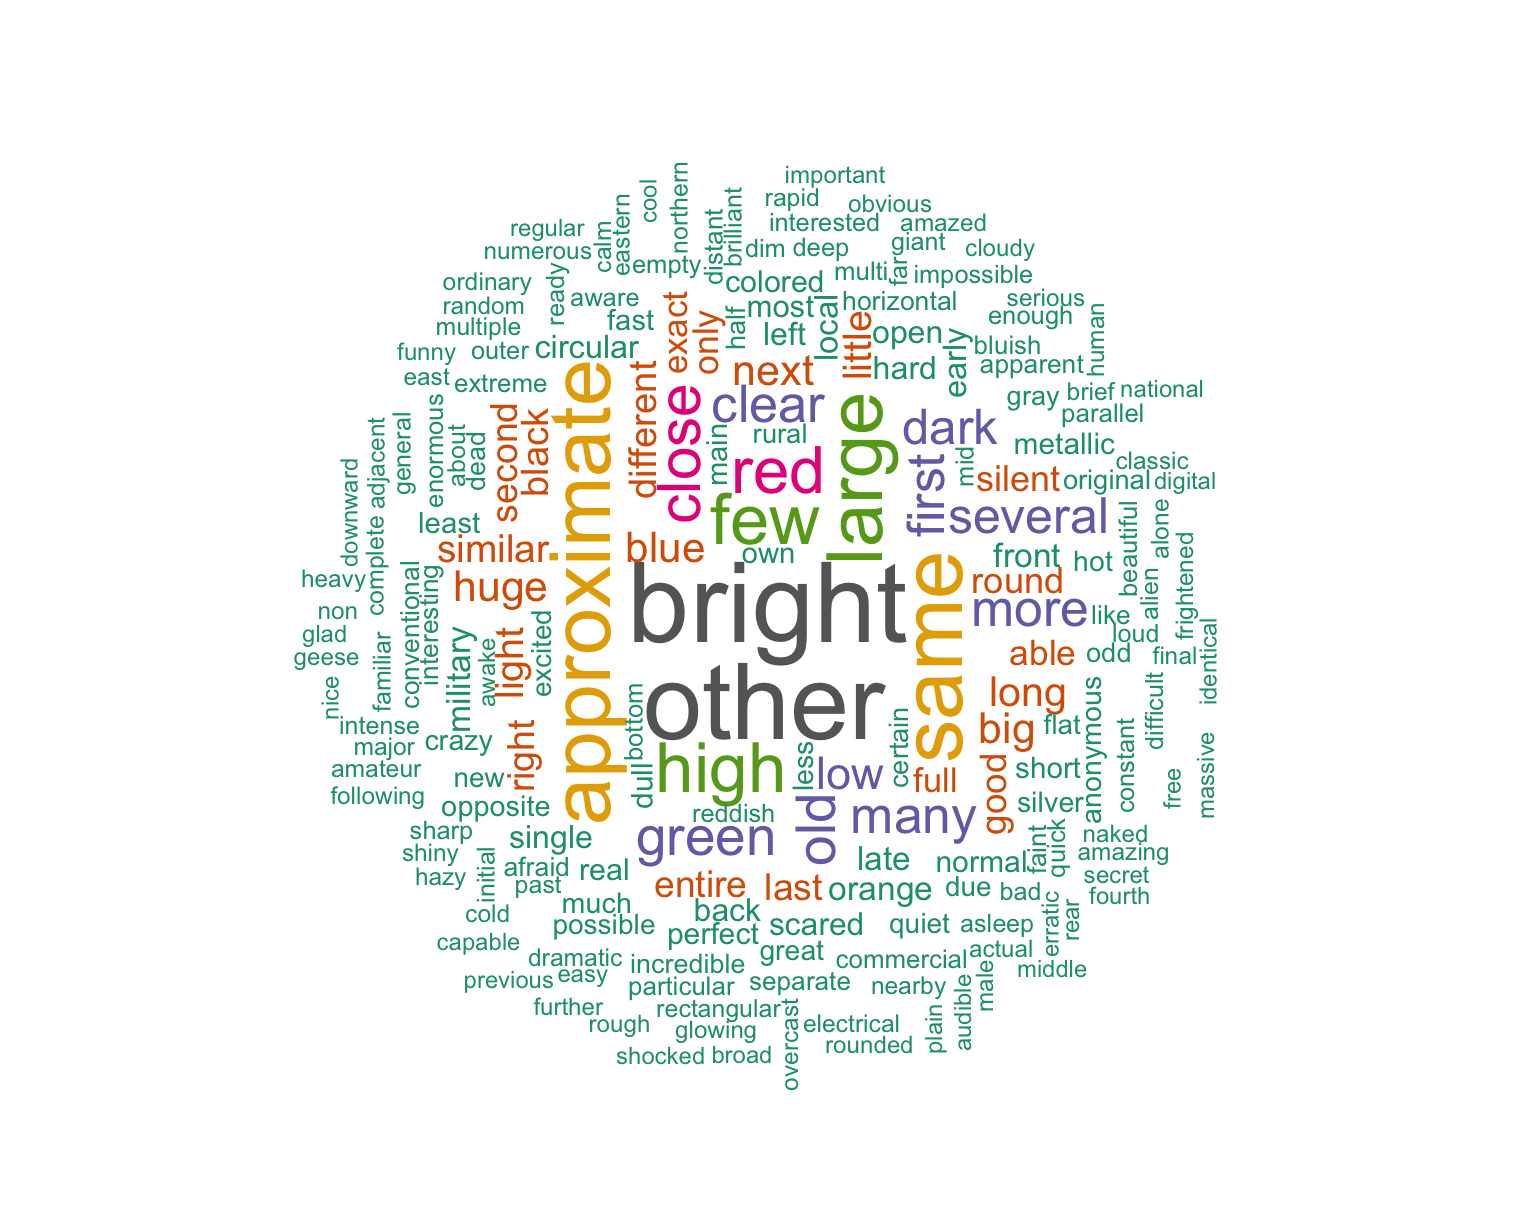 important
rapid
obvious
cool
northern
regular
eastern
calm
distant
brilliant
interested
amazed
numerous
empty
dim
deep
giant
far
cloudy
ordinary
ready
aware
colored
multi
impossible
random
fast
exact
only
half
most
local
horizontal
serious
enough
human
multiple
left
little
open
early
bluish
funny
outer
circular
next
hard
apparent
east
extreme
different
close
clear
large
gray
brief
national
parallel
general
enormous
about
dead
second
black
approximate
main
rural
dark
metallic
adjacent
red
first
mid
silent
original
classic
digital
downward
complete
least
few
several
beautiful
alone
similar
blue
own
front
hot
heavy
conventional
interesting
huge
bright
same
round
alien
frightened
non
more
like
glad
familiar
military
awake
light
excited
loud
geese
able
odd
final
identical
nice
other
long
intense
right
bottom
certain
big
flat
anonymous
constant
difficult
major
crazy
amateur
new
dull
high
less
low
full
good
short
free
massive
following
opposite
reddish
old
many
silver
sharp
single
green
faint
quick
naked
shiny
initial
afraid
real
late
normal
amazing
hazy
past
entire
last
orange
due
bad
secret
fourth
cold
much
back
possible
perfect
scared
quiet
asleep
erratic
rear
capable
dramatic
incredible
great
commercial
actual
previous
easy
particular
separate
nearby
male
middle
further
rectangular
rough
glowing
overcast
electrical
plain
audible
shocked
broad
rounded